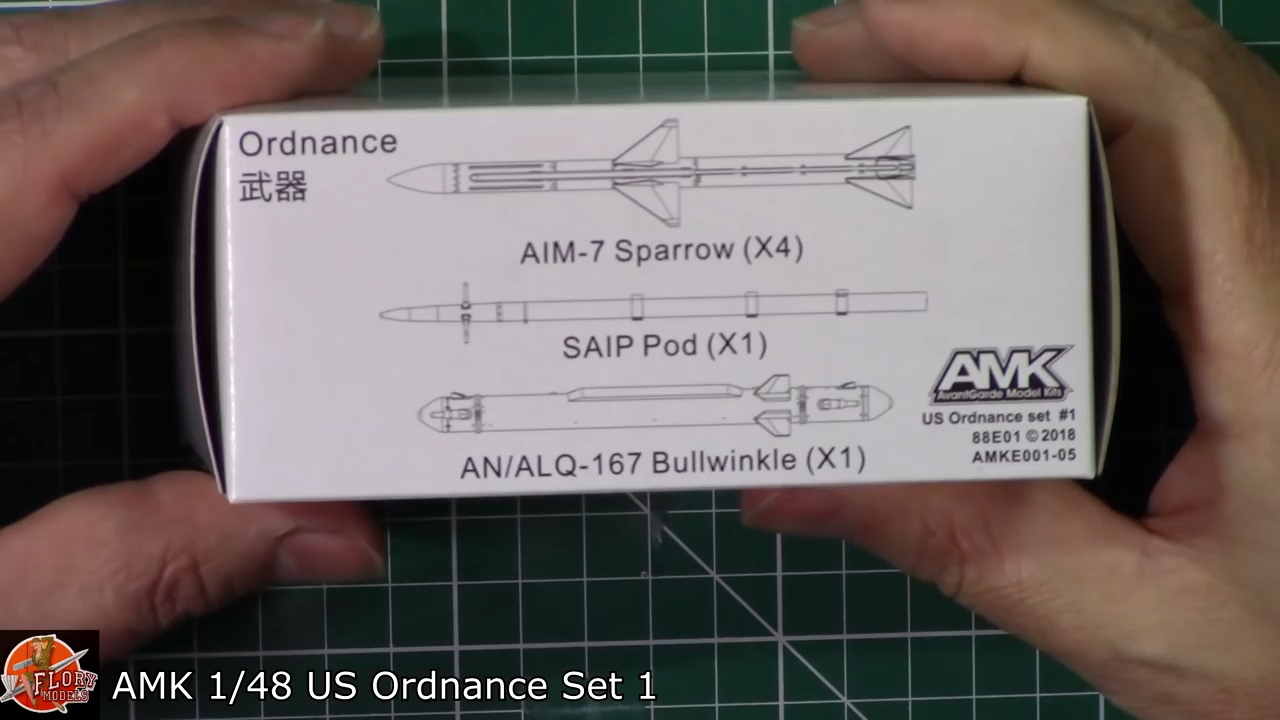 Ordnance
武器
AIM-7 Sparrow (X4)
SAIP Pod (X1)
AN/ALQ-167 Bullwinkle (X1)
AMK
AvantGarde Model Kits
US Ordnance set #1
88E01 © 2018
AMKE001-05
FLORY
MODELS
AMK 1/48 US Ordnance Set 1